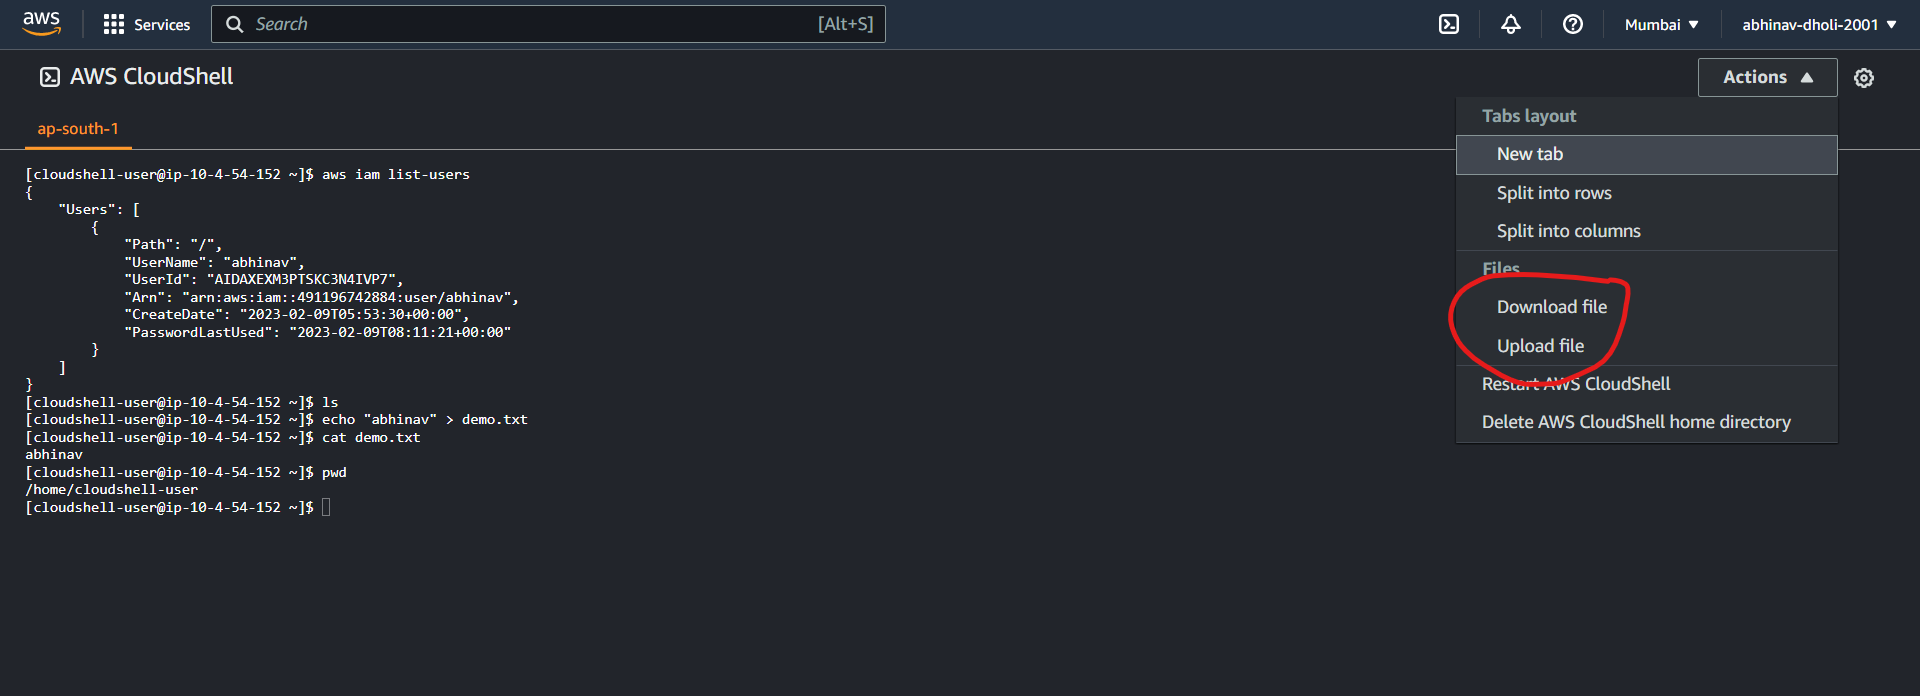 aws Services Search [Alt+S] Mumbai ▼ abhinav-dholi-2001 ▼
AWS CloudShell
Actions ▲
ap-south-1
Tabs layout
New tab
Split into rows
Split into columns
Files
Download file
Upload file
Restart AWS CloudShell
Delete AWS CloudShell home directory
[cloudshell-user@ip-10-4-54-152 ~]$ aws iam list-users
{
    "Users": [
        {
            "Path": "/",
            "UserName": "abhinav",
            "UserId": "AIDAXEXM3PTSKC3N4IVP7",
            "Arn": "arn:aws:iam::491196742884:user/abhinav",
            "CreateDate": "2023-02-09T05:53:30+00:00",
            "PasswordLastUsed": "2023-02-09T08:11:21+00:00"
        }
    ]
}
[cloudshell-user@ip-10-4-54-152 ~]$ ls
[cloudshell-user@ip-10-4-54-152 ~]$ echo "abhinav" > demo.txt
[cloudshell-user@ip-10-4-54-152 ~]$ cat demo.txt
abhinav
[cloudshell-user@ip-10-4-54-152 ~]$ pwd
/home/cloudshell-user
[cloudshell-user@ip-10-4-54-152 ~]$